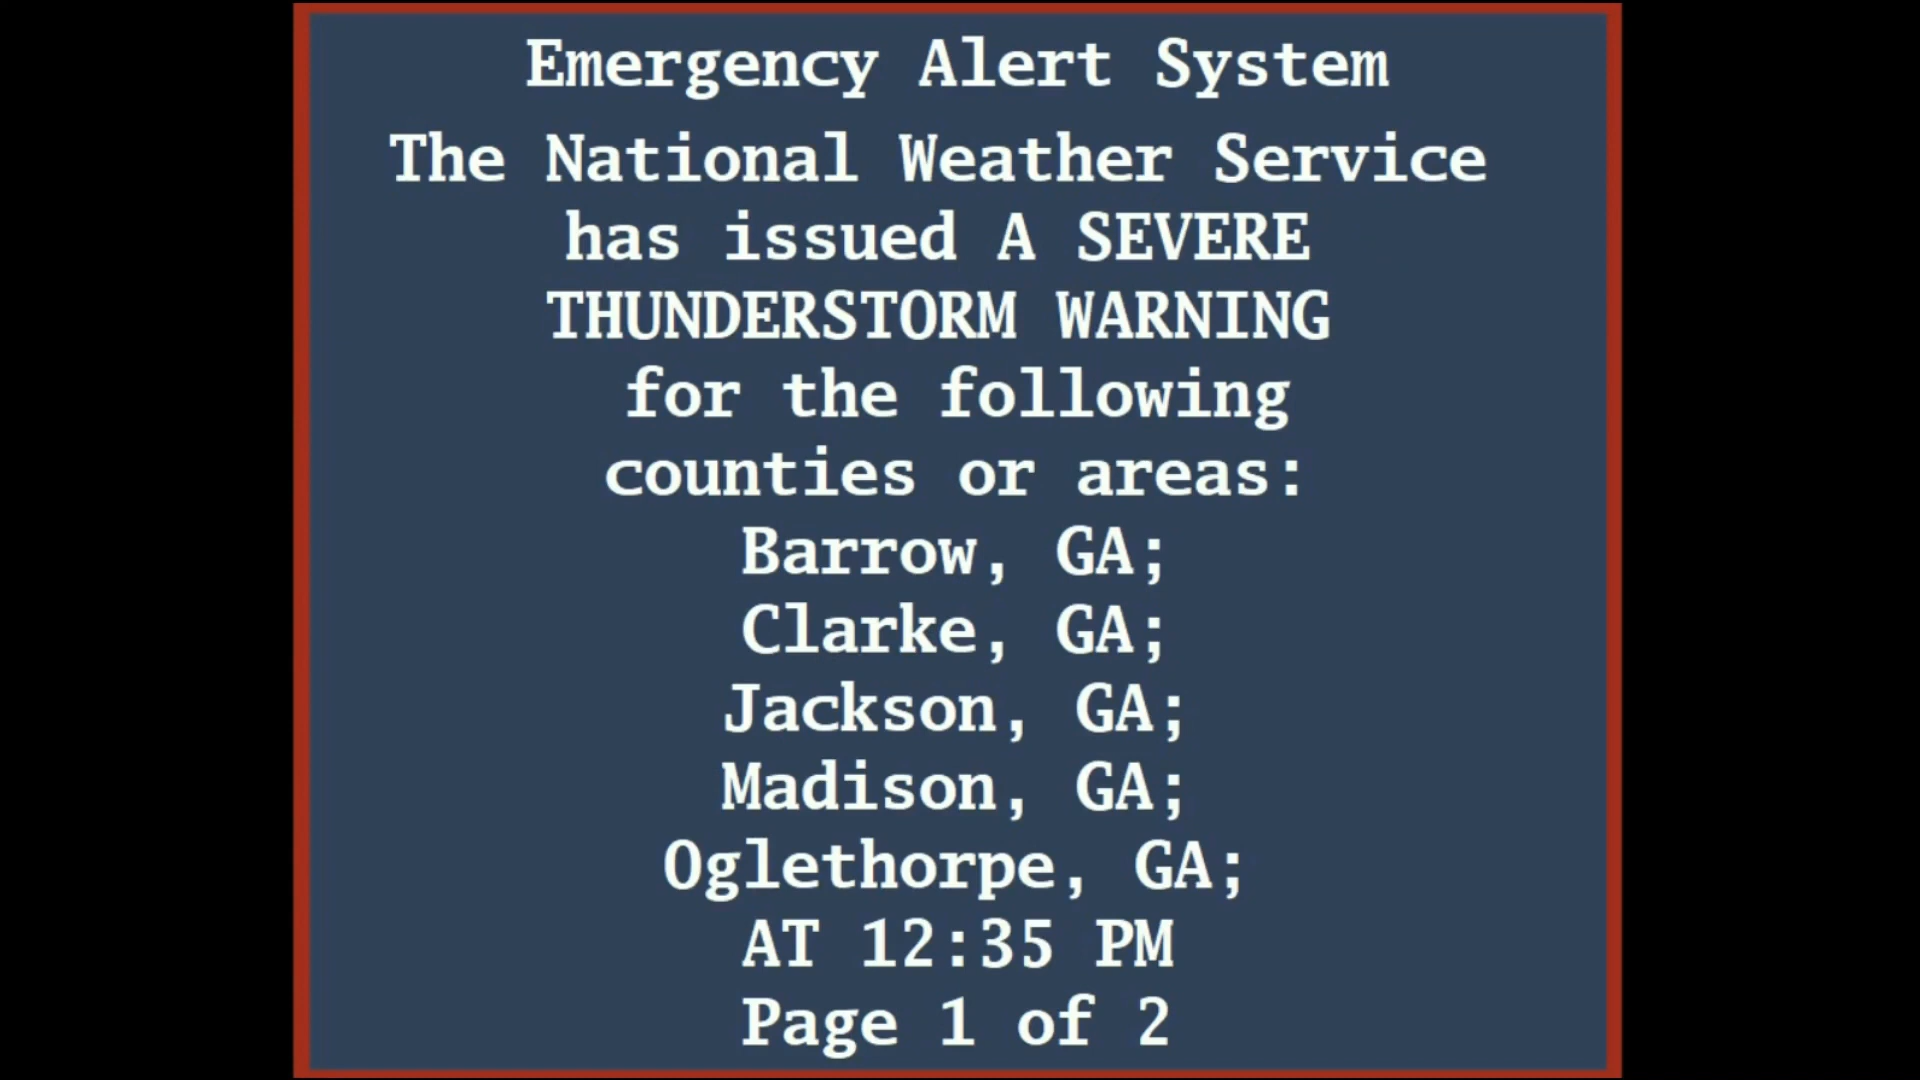 Emergency Alert System
The National Weather Service
has issued A SEVERE
THUNDERSTORM WARNING
for the following
counties or areas:
Barrow, GA;
Clarke, GA;
Jackson, GA;
Madison, GA;
Oglethorpe, GA;
AT 12:35 PM
Page 1 of 2